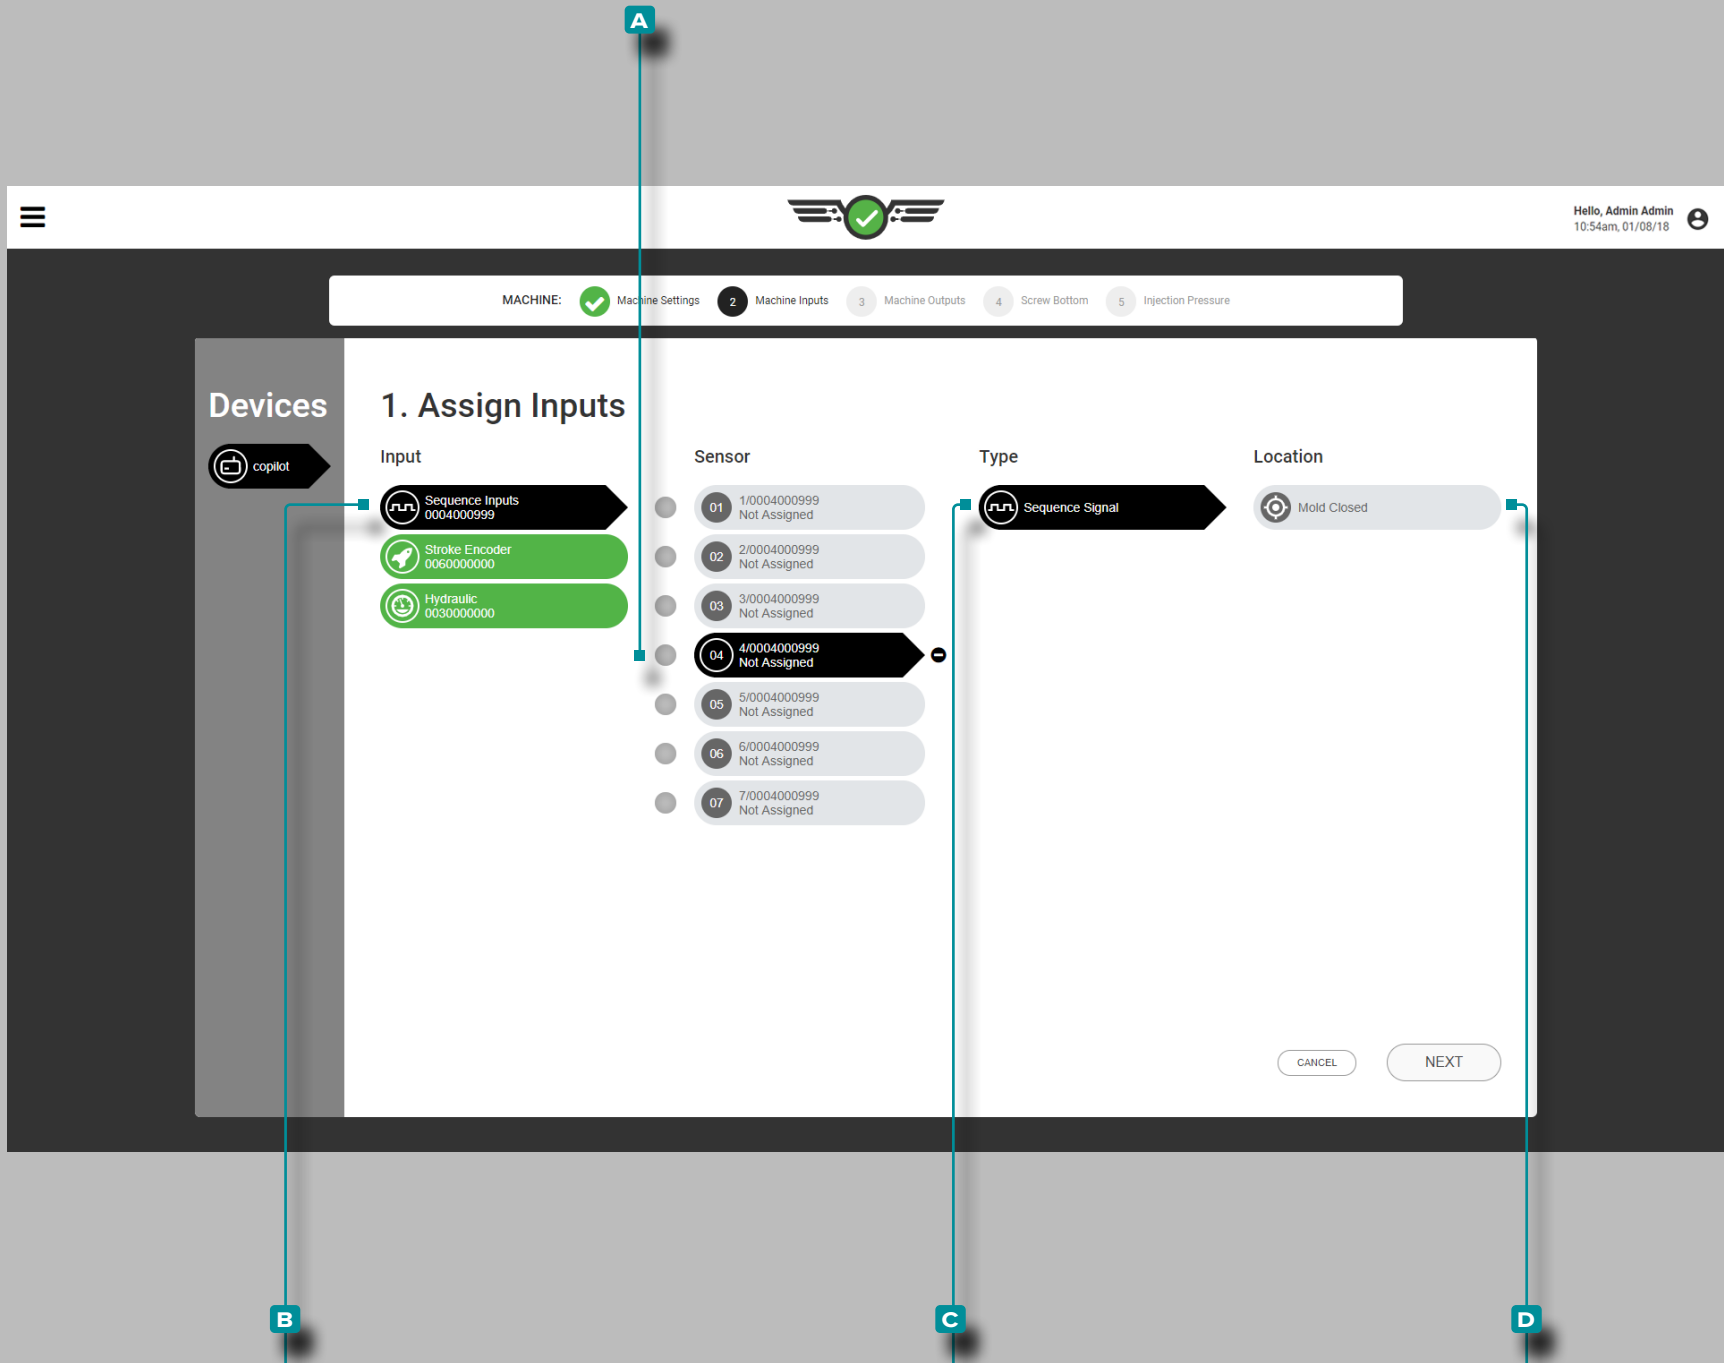 A
Hello, Admin Admin
10:54am, 01/08/18
MACHINE: Machine Settings 2 Machine Inputs 3 Machine Outputs 4 Screw Bottom 5 Injection Pressure
Devices
copilot
1. Assign Inputs
Input
Sequence Inputs
0004000999
Stroke Encoder
0060000000
Hydraulic
0030000000
Sensor
01 1/0004000999
Not Assigned
02 2/0004000999
Not Assigned
03 3/0004000999
Not Assigned
04 4/0004000999
Not Assigned
05 5/0004000999
Not Assigned
06 6/0004000999
Not Assigned
07 7/0004000999
Not Assigned
Type
Sequence Signal
Location
Mold Closed
CANCEL
NEXT
B
C
D